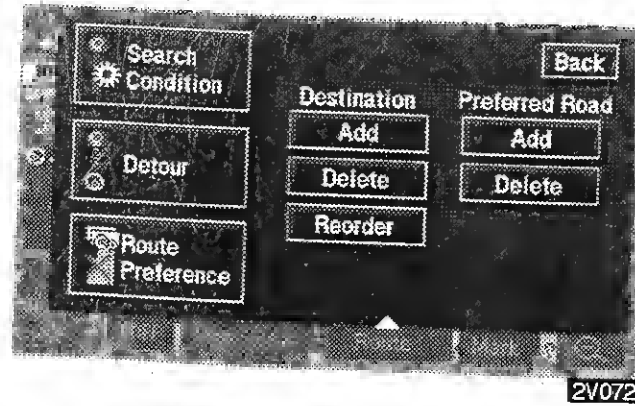 Search
Condition
Back
Destination
Preferred Road
Add
Add
Detour
Delete
Delete
Reorder
Route
Preference
2V072